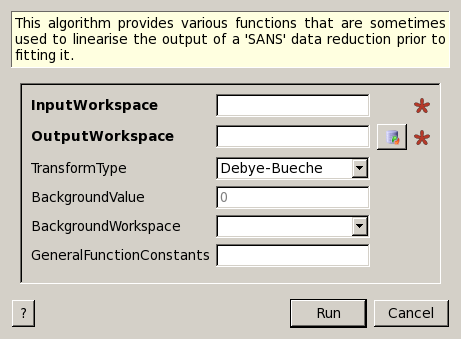 This algorithm provides various functions that are sometimes
used to linearise the output of a 'SANS' data reduction prior to
fitting it.
InputWorkspace
OutputWorkspace
TransformType Debye-Bueche
BackgroundValue 0
BackgroundWorkspace
GeneralFunctionConstants
? Run Cancel